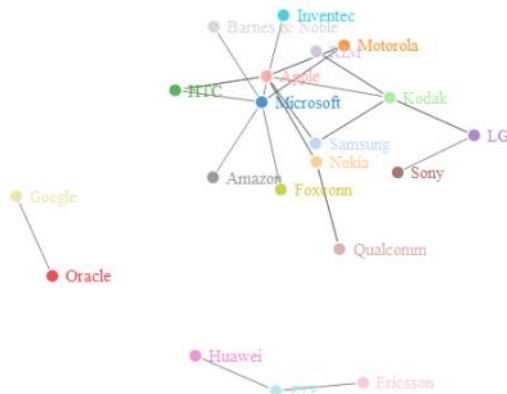 Inventec
Barnes & Noble
Motorola
RIM
Apple
HTC
Kodak
Microsoft
LG
Samsung
Nokia
Sony
Amazon
Foxconn
Google
Qualcomm
Oracle
Huawei
Ericsson